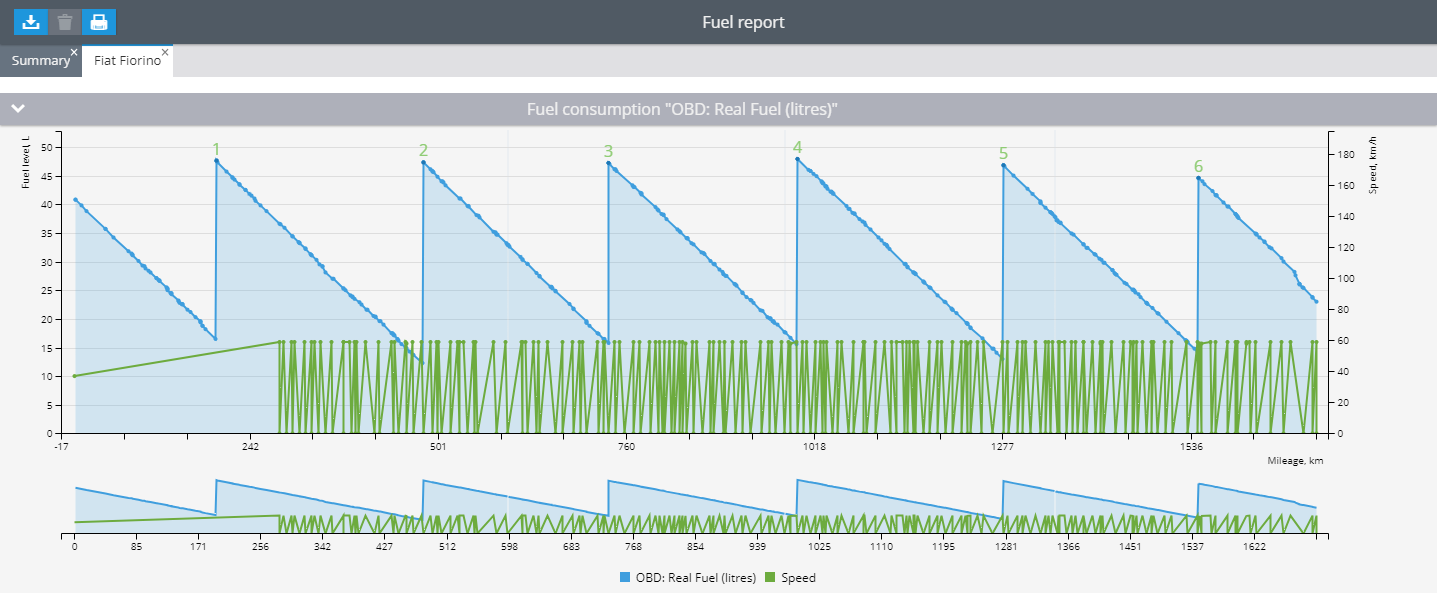 Fuel report
Summary ×
Fiat Fiorino ×
Fuel consumption "OBD: Real Fuel (litres)"
Fuel level, L
50
45
40
35
30
25
20
15
10
5
0
1
2
3
4
5
6
Speed, km/h
180
160
140
120
100
80
60
40
20
0
-17 242 501 760 1018 1277 1536
Mileage, km
0 85 171 256 342 427 512 598 683 768 854 939 1025 1110 1195 1281 1366 1451 1537 1622
OBD: Real Fuel (litres) Speed